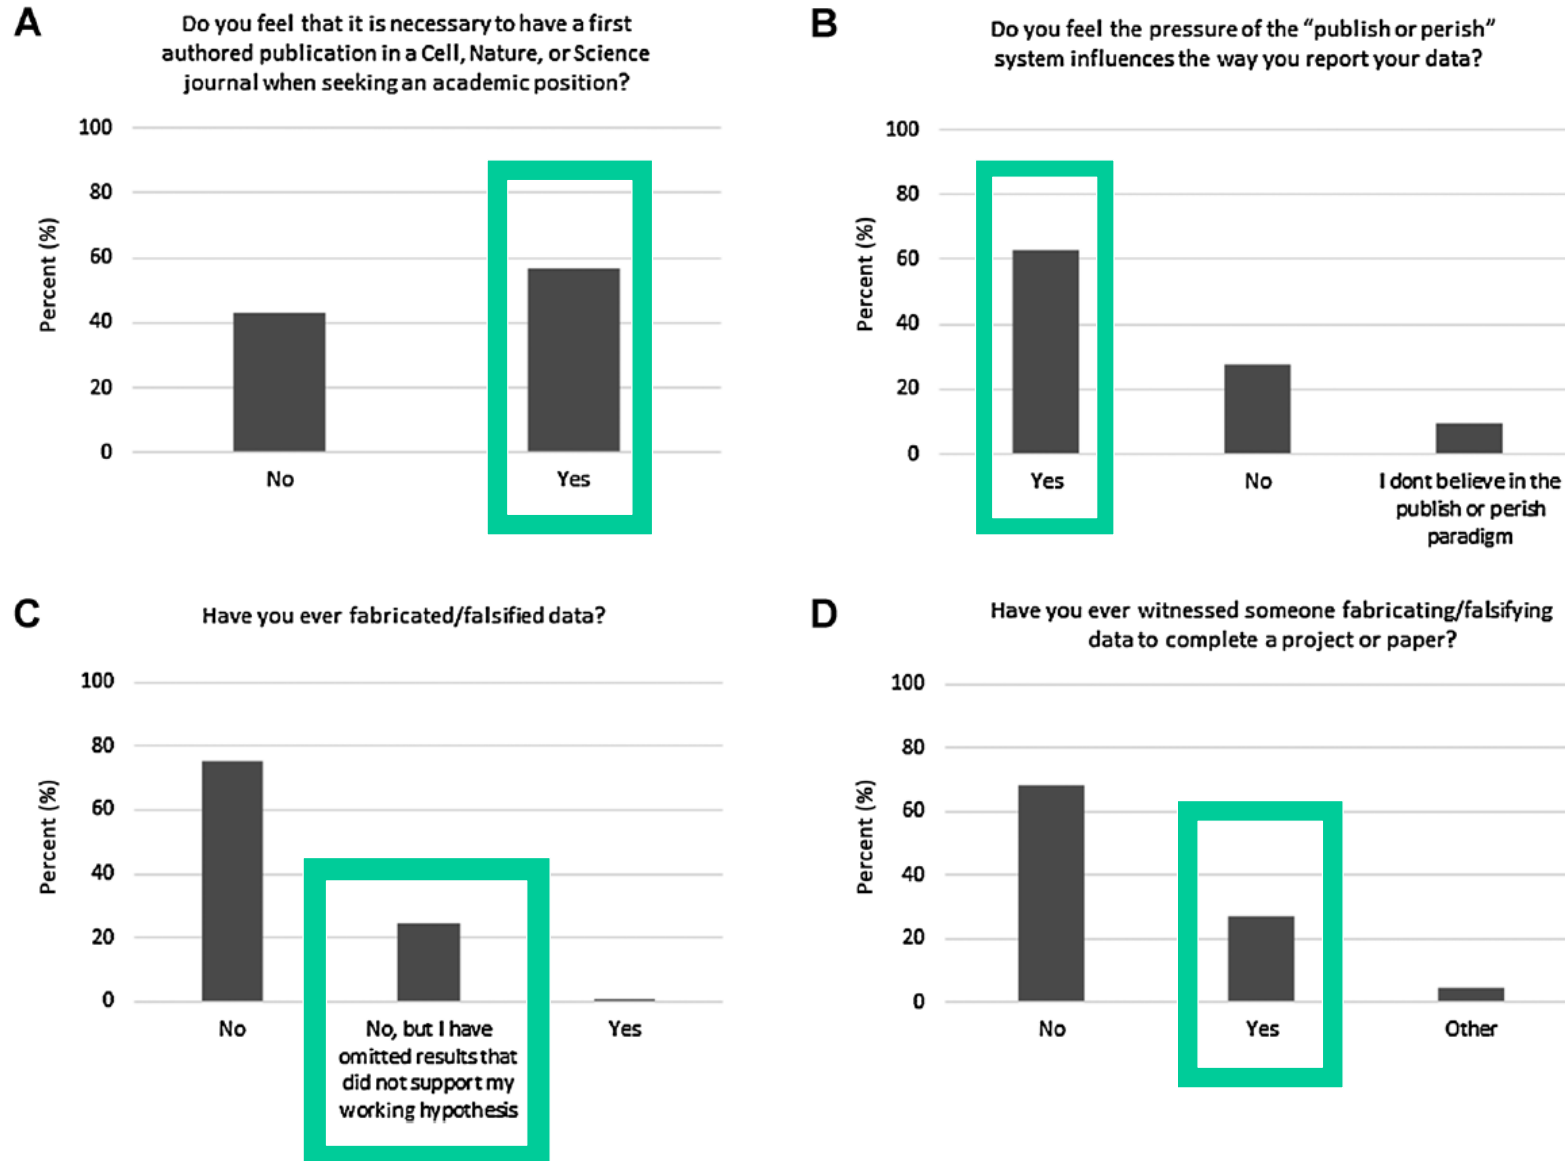 A
Do you feel that it is necessary to have a first
authored publication in a Cell, Nature, or Science
journal when seeking an academic position?
Percent (%)
100
80
60
40
20
0
No
Yes
B
Do you feel the pressure of the “publish or perish”
system influences the way you report your data?
Percent (%)
100
80
60
40
20
0
Yes
No
I dont believe in the
publish or perish
paradigm
C
Have you ever fabricated/falsified data?
Percent (%)
100
80
60
40
20
0
No
No, but I have
omitted results that
did not support my
working hypothesis
Yes
D
Have you ever witnessed someone fabricating/falsifying
data to complete a project or paper?
Percent (%)
100
80
60
40
20
0
No
Yes
Other